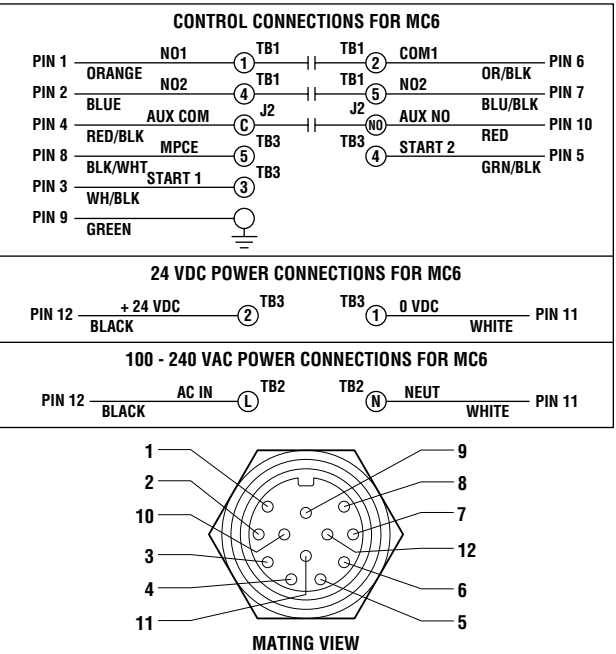 CONTROL CONNECTIONS FOR MC6
PIN 1 NO1 ORANGE 1 TB1 TB1 2 COM1 OR/BLK PIN 6
PIN 2 NO2 BLUE 4 TB1 TB1 5 NO2 BLU/BLK PIN 7
PIN 4 AUX COM RED/BLK C J2 J2 NO AUX NO RED PIN 10
PIN 8 MPCE BLK/WHT 5 TB3 TB3 4 START 2 GRN/BLK PIN 5
PIN 3 START 1 WH/BLK 3 TB3
PIN 9 GREEN
24 VDC POWER CONNECTIONS FOR MC6
PIN 12 + 24 VDC BLACK 2 TB3 TB3 1 0 VDC WHITE PIN 11
100 - 240 VAC POWER CONNECTIONS FOR MC6
PIN 12 AC IN BLACK L TB2 TB2 N NEUT WHITE PIN 11
1 9
2 8
10 7
3 12
4 6
11 5
MATING VIEW